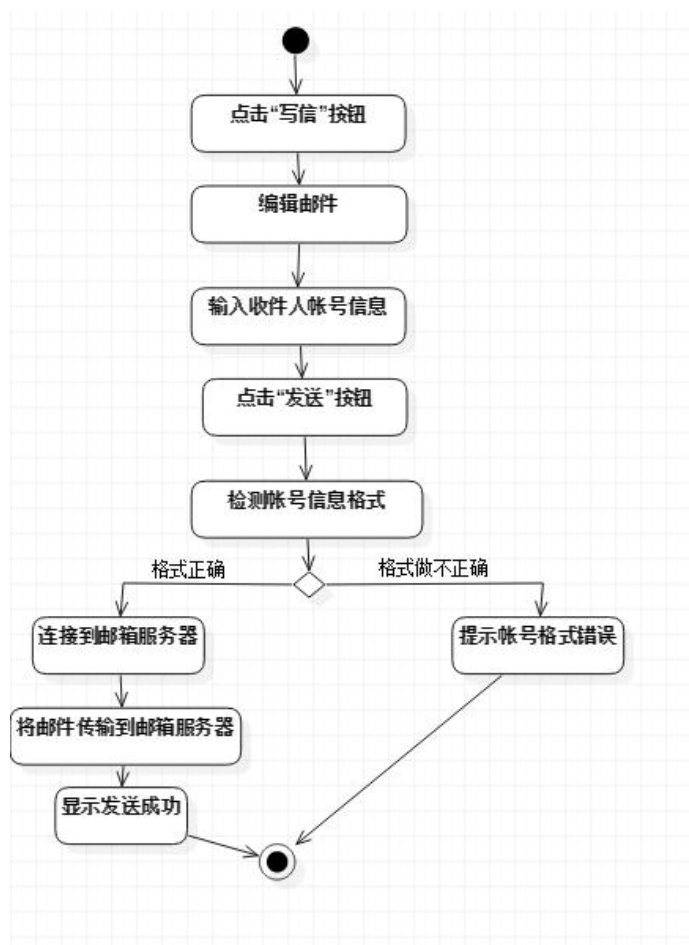 点击“写信”按钮
编辑邮件
输入收件人帐号信息
点击“发送”按钮
检测帐号信息格式
格式正确
格式做不正确
连接到邮箱服务器
提示帐号格式错误
将邮件传输到邮箱服务器
显示发送成功